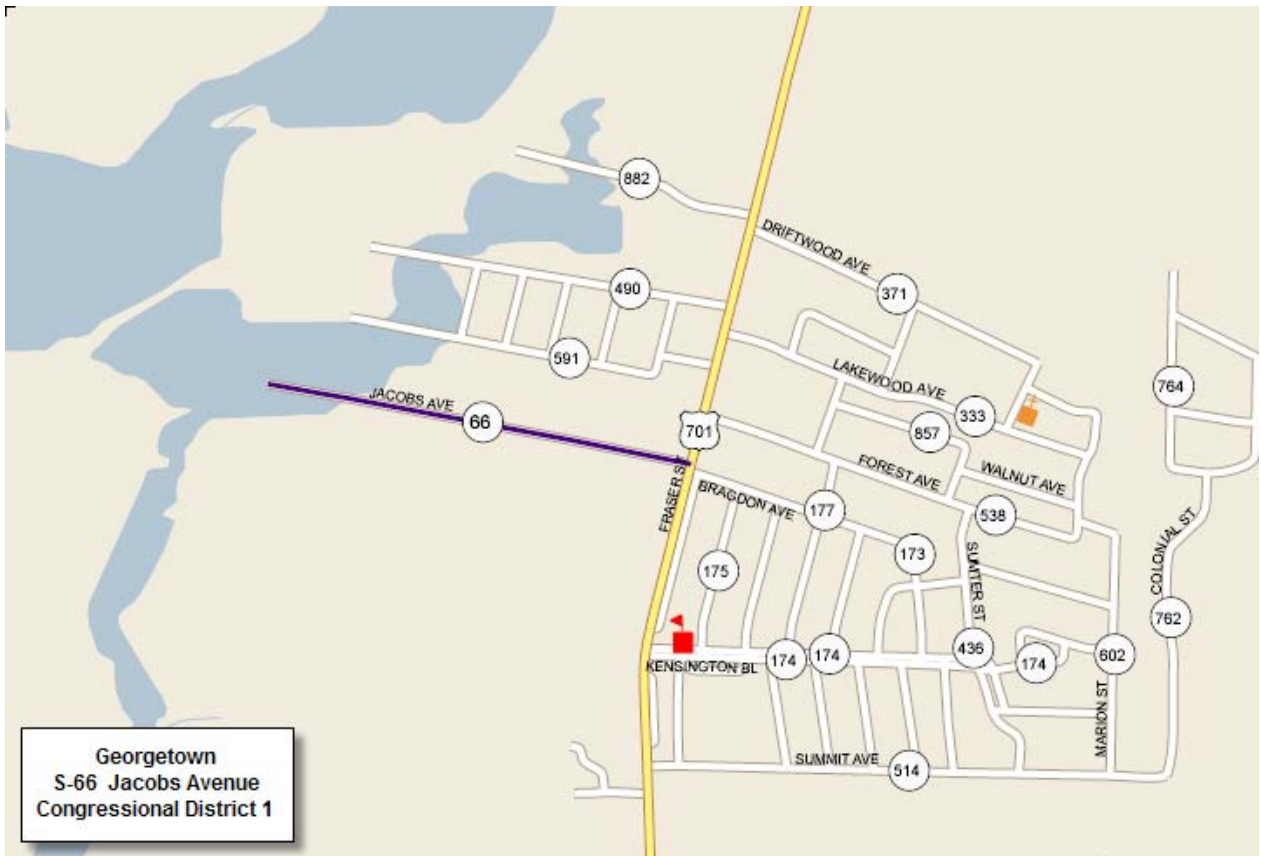 882
DRIFTWOOD AVE
371
490
591
LAKEWOOD AVE
764
JACOBS AVE
66
701
333
857
WALNUT AVE
FOREST AVE
FRASER ST
BRAGDON AVE
177
538
173
175
SUMTER ST
COLONIAL ST
762
KENSINGTON BL
174
174
436
174
602
MARION ST
SUMMIT AVE
514
Georgetown
S-66 Jacobs Avenue
Congressional District 1